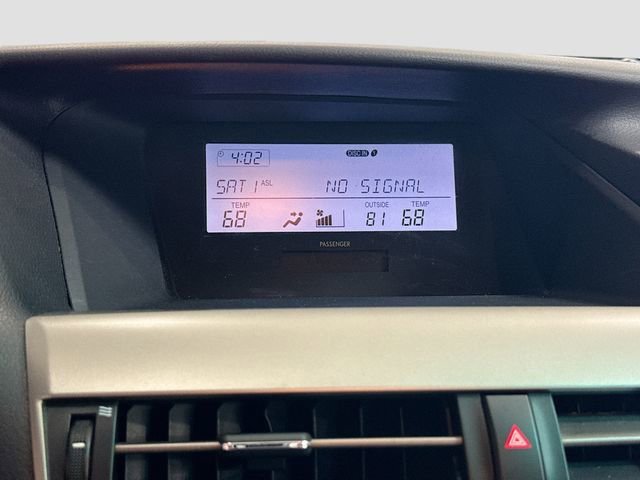 4:02 DISC IN 1
SAT 1 ASL NO SIGNAL
TEMP OUTSIDE TEMP
68 81 68
PASSENGER